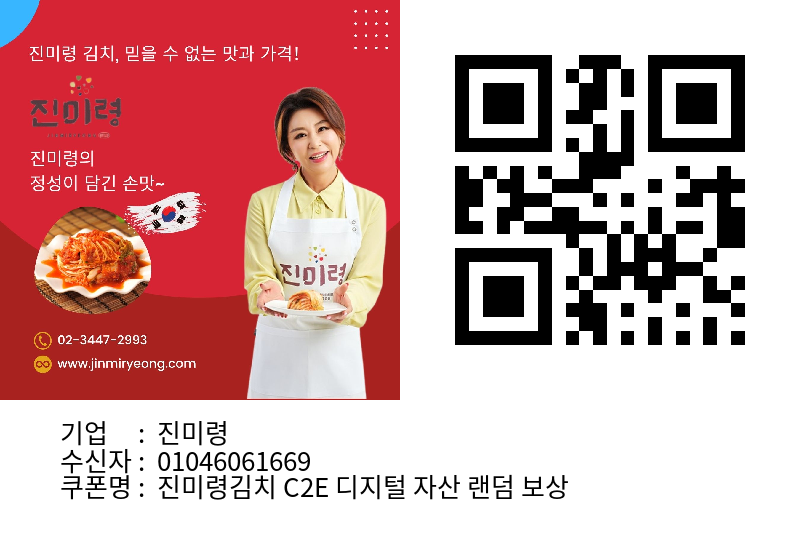 진미령 김치, 믿을 수 없는 맛과 가격!
진미령
진미령의
정성이 담긴 손맛~
진미령
02-3447-2993
www.jinmiryeong.com
기업 : 진미령
수신자 : 01046061669
쿠폰명 : 진미령김치 C2E 디지털 자산 랜덤 보상